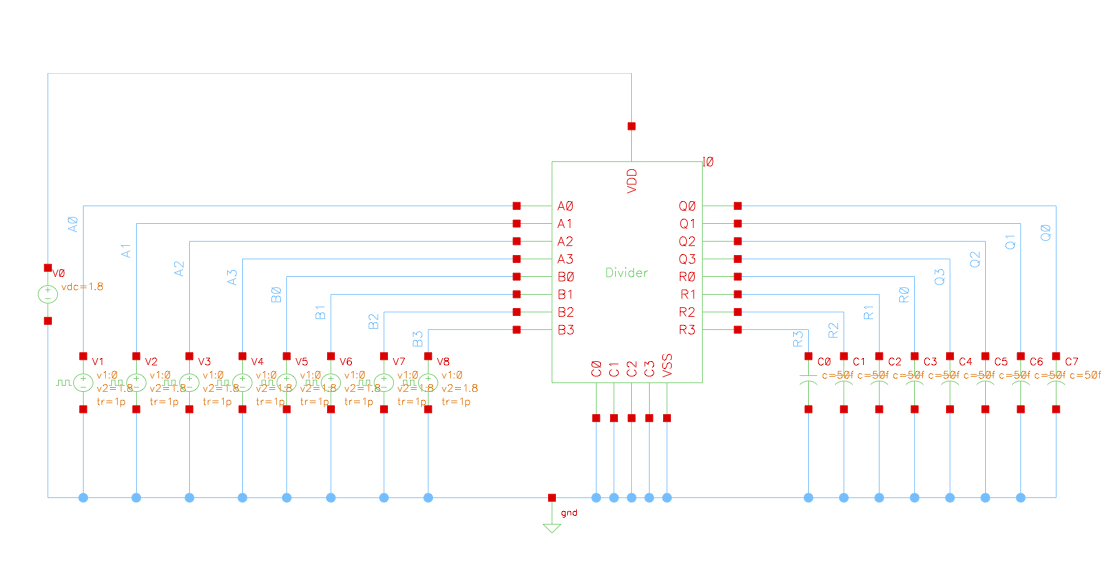 I0
VDD
A0
A1
A2
A3
B0
B1
B2
B3
Divider
Q0
Q1
Q2
Q3
R0
R1
R2
R3
C0
C1
C2
C3
VSS
A0
A1
A2
A3
B0
B1
B2
B3
R3
R2
R1
R0
Q3
Q2
Q1
Q0
V0
vdc=1.8
V1
v1:0
v2=1.8
tr=1p
V2
v1:0
v2=1.8
tr=1p
V3
v1:0
v2=1.8
tr=1p
V4
v1:0
v2=1.8
tr=1p
V5
v1:0
v2=1.8
tr=1p
V6
v1:0
v2=1.8
tr=1p
V7
v1:0
v2=1.8
tr=1p
V8
v1:0
v2=1.8
tr=1p
C0
c=50f
C1
c=50f
C2
c=50f
C3
c=50f
C4
c=50f
C5
c=50f
C6
c=50f
C7
c=50f
gnd